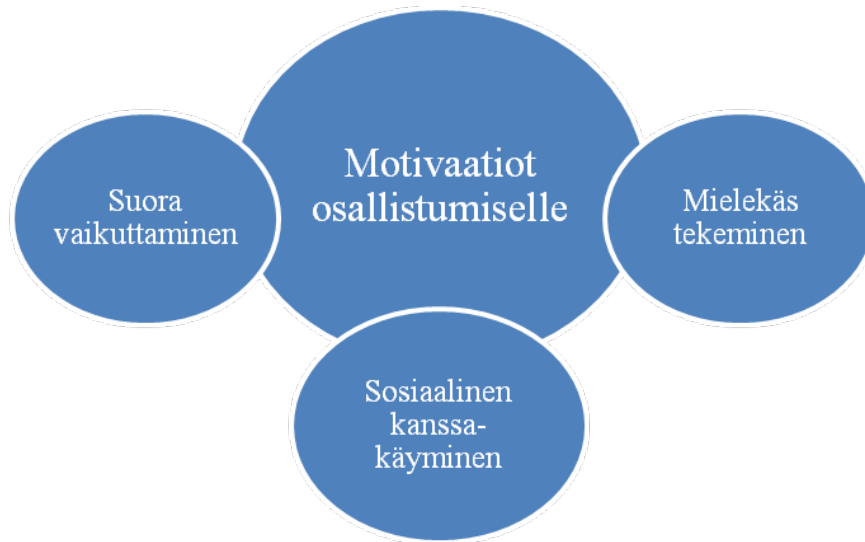 Motivaatiot
osallistumiselle
Suora
vaikuttaminen
Mielekäs
tekeminen
Sosiaalinen
kanssa-
käyminen